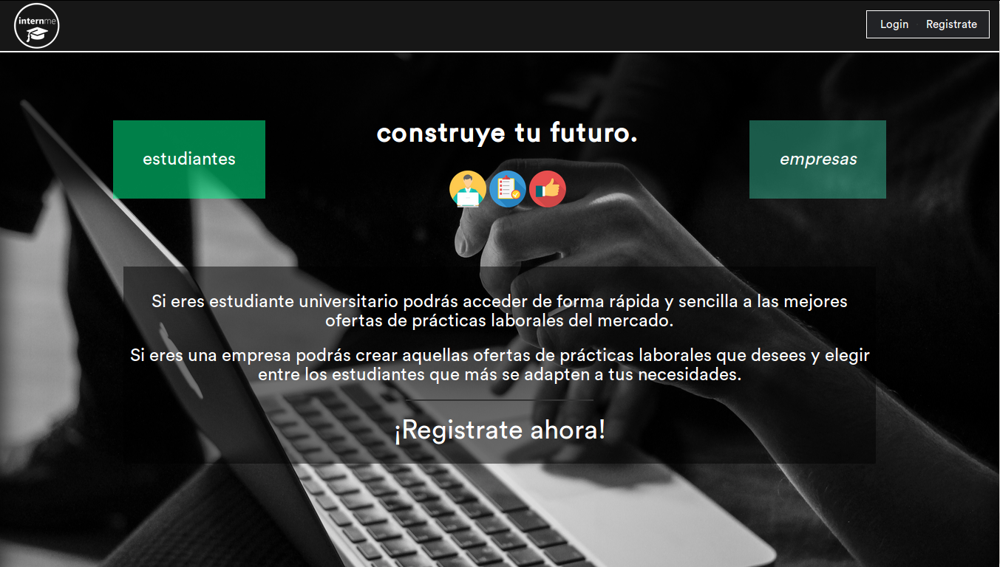 internme
Login · Registrate
construye tu futuro.
estudiantes
empresas
Si eres estudiante universitario podrás acceder de forma rápida y sencilla a las mejores
ofertas de prácticas laborales del mercado.
Si eres una empresa podrás crear aquellas ofertas de prácticas laborales que desees y elegir
entre los estudiantes que más se adapten a tus necesidades.
¡Registrate ahora!